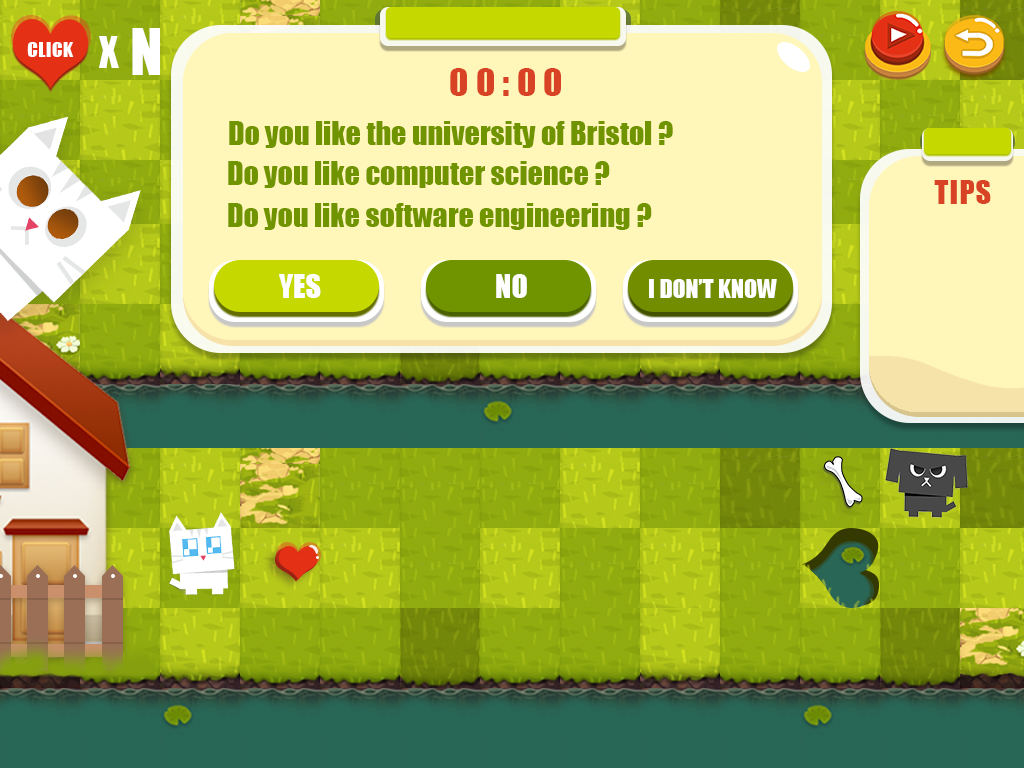 CLICK X N
00:00
Do you like the university of Bristol ?
Do you like computer science ?
Do you like software engineering ?
YES NO I DON'T KNOW
TIPS